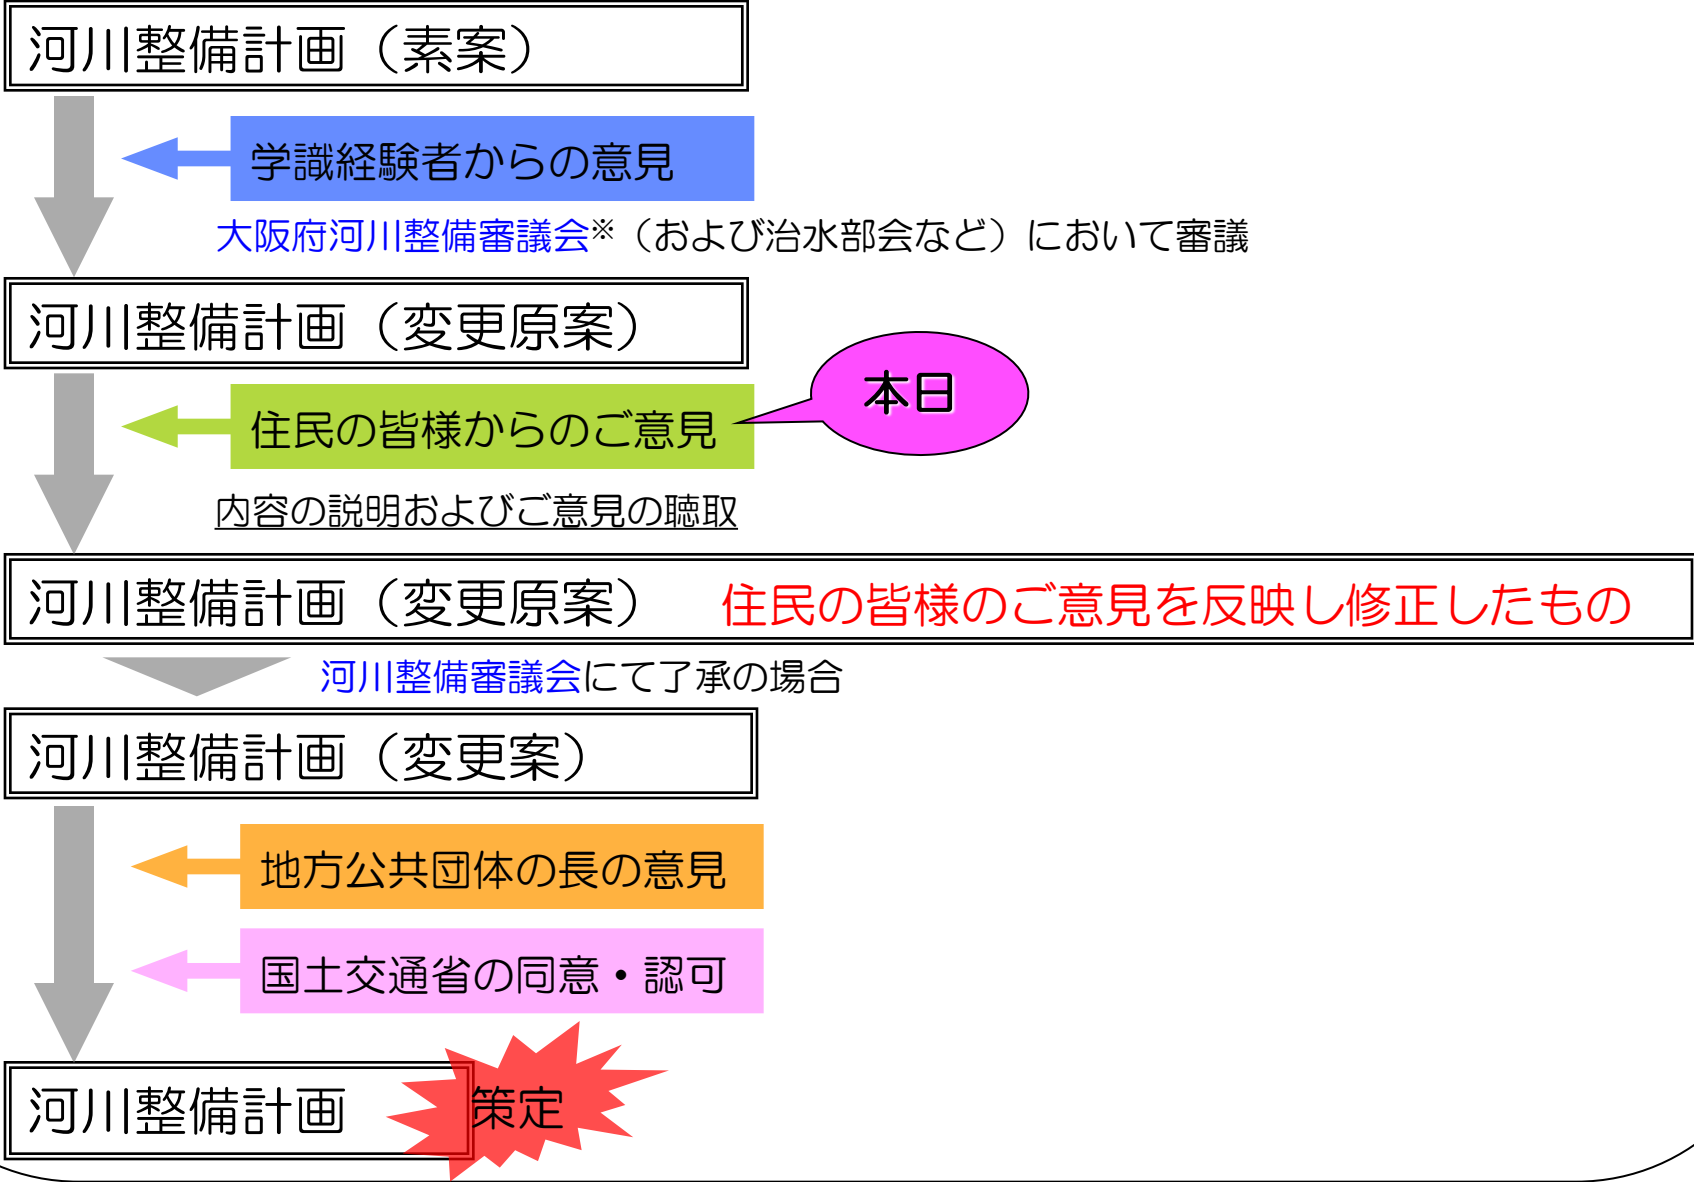 河川整備計画（素案）
学識経験者からの意見
大阪府河川整備審議会※（および治水部会など）において審議
河川整備計画（変更原案）
本日
住民の皆様からのご意見
内容の説明およびご意見の聴取
河川整備計画（変更原案） 住民の皆様のご意見を反映し修正したもの
河川整備審議会にて了承の場合
河川整備計画（変更案）
地方公共団体の長の意見
国土交通省の同意・認可
河川整備計画 策定